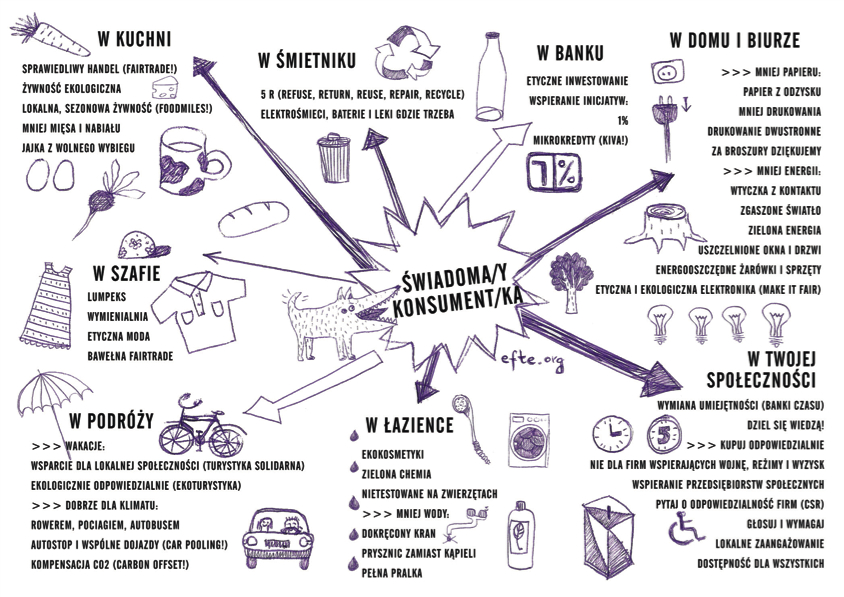 W KUCHNI
SPRAWIEDLIWY HANDEL (FAIRTRADE!)
ŻYWNOŚĆ EKOLOGICZNA
LOKALNA, SEZONOWA ŻYWNOŚĆ (FOODMILES!)
MNIEJ MIĘSA I NABIAŁU
JAJKA Z WOLNEGO WYBIEGU
W ŚMIETNIKU
5 R (REFUSE, RETURN, REUSE, REPAIR, RECYCLE)
ELEKTROŚMIECI, BATERIE I LEKI GDZIE TRZEBA
W BANKU
ETYCZNE INWESTOWANIE
WSPIERANIE INICJATYW:
1%
MIKROKREDYTY (KIVA!)
1%
W DOMU I BIURZE
>>> MNIEJ PAPIERU:
PAPIER Z ODZYSKU
MNIEJ DRUKOWANIA
DRUKOWANIE DWUSTRONNE
ZA BROSZURY DZIĘKUJEMY
>>> MNIEJ ENERGII:
WTYCZKA Z KONTAKTU
ZGASZONE ŚWIATŁO
ZIELONA ENERGIA
USZCZELNIONE OKNA I DRZWI
ENERGOOSZCZĘDNE ŻARÓWKI I SPRZĘTY
ETYCZNA I EKOLOGICZNA ELEKTRONIKA (MAKE IT FAIR)
ŚWIADOMA/Y
KONSUMENT/KA
efte.org
W SZAFIE
LUMPEKS
WYMIENIALNIA
ETYCZNA MODA
BAWEŁNA FAIRTRADE
W PODRÓŻY
>>> WAKACJE:
WSPARCIE DLA LOKALNEJ SPOŁECZNOŚCI (TURYSTYKA SOLIDARNA)
EKOLOGICZNIE ODPOWIEDZIALNIE (EKOTURYSTYKA)
>>> DOBRZE DLA KLIMATU:
ROWEREM, POCIAGIEM, AUTOBUSEM
AUTOSTOP I WSPÓLNE DOJAZDY (CAR POOLING!)
KOMPENSACJA CO2 (CARBON OFFSET!)
W ŁAZIENCE
EKOKOSMETYKI
ZIELONA CHEMIA
NIETESTOWANE NA ZWIERZĘTACH
>>> MNIEJ WODY:
DOKRĘCONY KRAN
PRYSZNIC ZAMIAST KĄPIELI
PEŁNA PRALKA
W TWOJEJ
SPOŁECZNOŚCI
WYMIANA UMIEJĘTNOŚCI (BANKI CZASU)
DZIEL SIĘ WIEDZĄ!
5
>>> KUPUJ ODPOWIEDZIALNIE
NIE DLA FIRM WSPIERAJĄCYCH WOJNĘ, REŻIMY I WYZYSK
WSPIERANIE PRZEDSIĘBIORSTW SPOŁECZNYCH
PYTAJ O ODPOWIEDZIALNOŚĆ FIRM (CSR)
GŁOSUJ I WYMAGAJ
LOKALNE ZAANGAŻOWANIE
DOSTĘPNOŚĆ DLA WSZYSTKICH